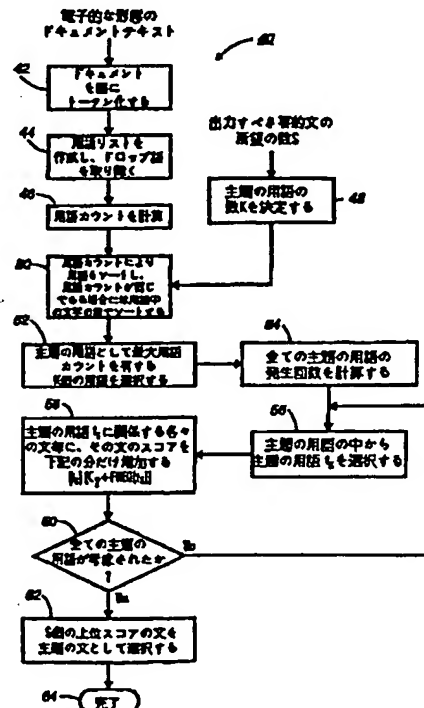 電子的な形態の
ドキュメントテキスト
42
ドキュメント
を語に
トークン化する
44
用語リストを
作成し、ドロップ語
を取り除く
46
用語カウントを計算
出力すべき要約文の
希望の数S
主題の用語の
数Kを決定する
48
50
用語カウントにより
用語をソートし、
用語カウントが同じ
である場合には用語中
の文字の数でソートする
52
主題の用語として最大用語
カウントを有する
K個の用語を選択する
54
全ての主題の用語の
発生回数を計算する
56
主題の用語の中から
主題の用語 ts を選択する
58
主題の用語 ts に関係する各々
の文毎に、その文のスコアを
下記の分だけ増加する
60
全ての主題の
用語が考慮されたか
?
No
Yes
62
S個の上位スコアの文を
主題の文として選択する
64
完了